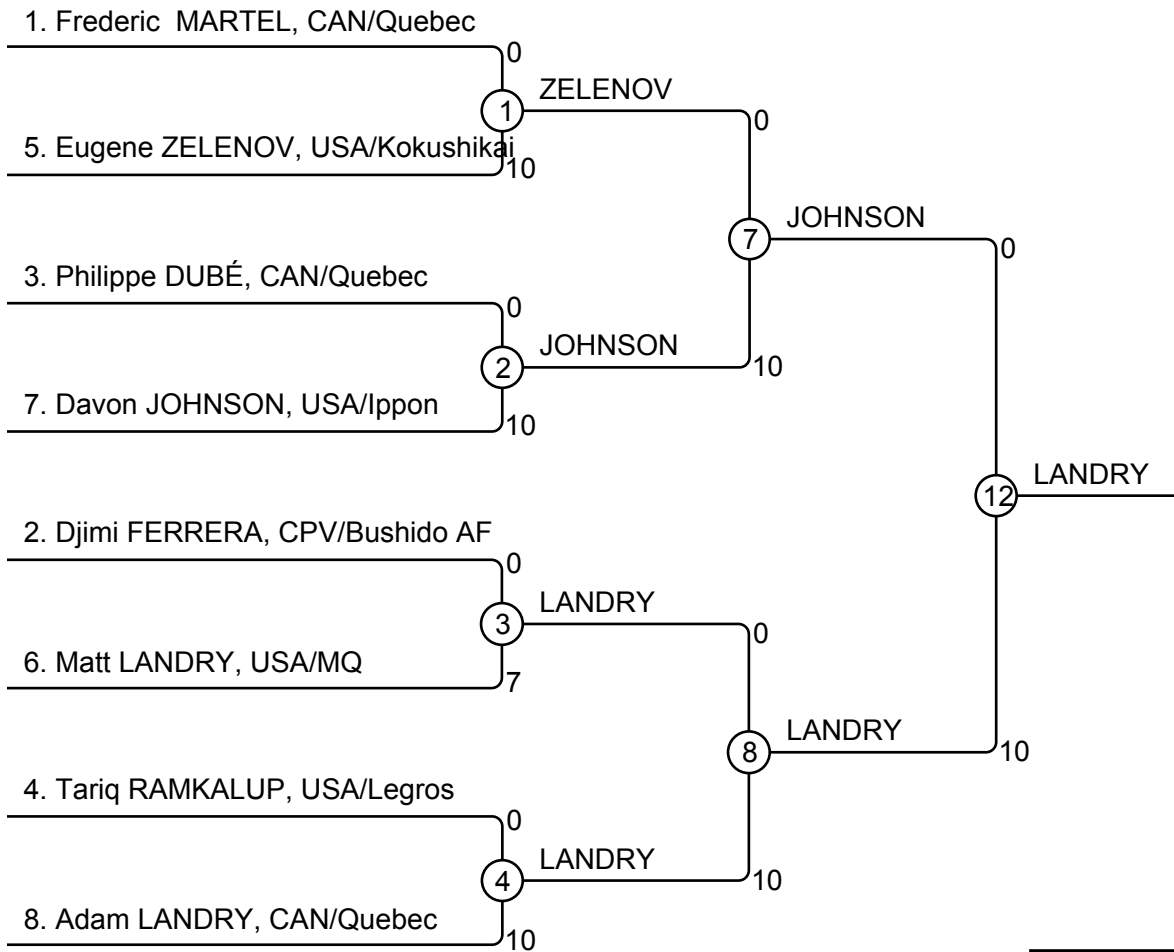 1. Frederic  MARTEL, CAN/Quebec
0
1
ZELENOV
0
5. Eugene ZELENOV, USA/Kokushikai
10
7
JOHNSON
0
3. Philippe DUBÉ, CAN/Quebec
0
2
JOHNSON
10
7. Davon JOHNSON, USA/Ippon
10
12
LANDRY
2. Djimi FERRERA, CPV/Bushido AF
0
3
LANDRY
0
6. Matt LANDRY, USA/MQ
7
8
LANDRY
10
4. Tariq RAMKALUP, USA/Legros
0
4
LANDRY
10
8. Adam LANDRY, CAN/Quebec
10